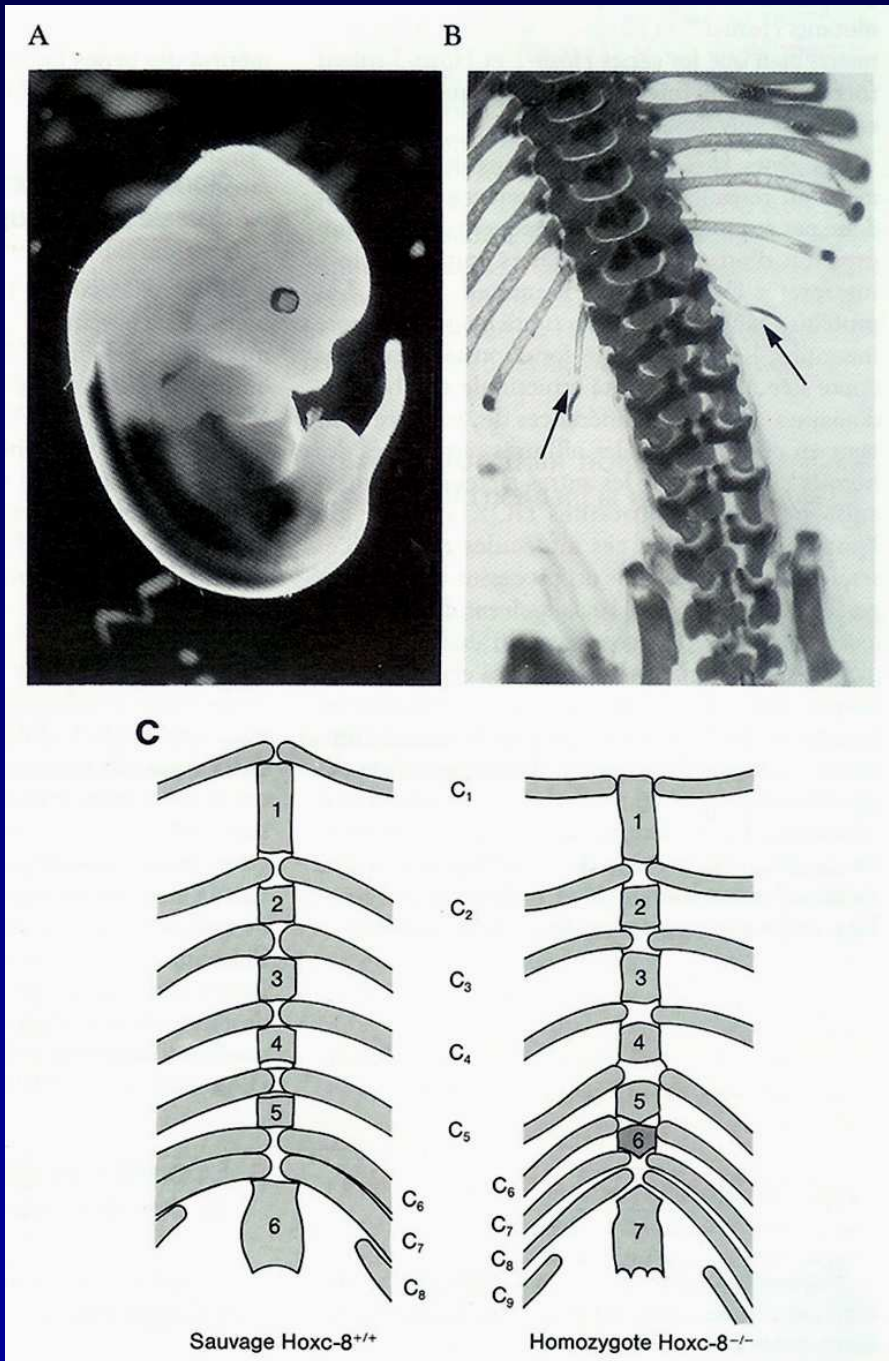 A
B
C
1
2
3
4
5
6
C₁
C₂
C₃
C₄
C₅
C₆
C₇
C₈
C₆
C₇
C₈
C₉
1
2
3
4
5
6
7
Sauvage Hoxc-8⁺/⁺
Homozygote Hoxc-8⁻/⁻